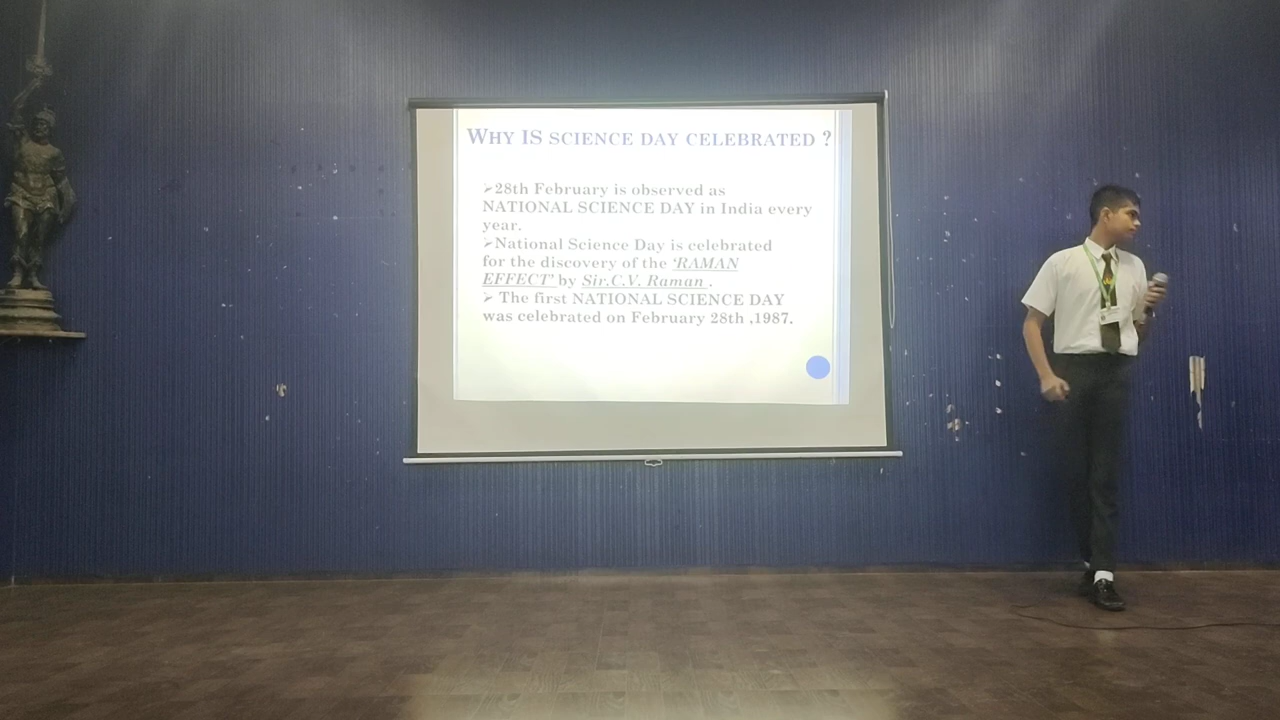 WHY IS SCIENCE DAY CELEBRATED ?
➢28th February is observed as
NATIONAL SCIENCE DAY in India every
year.
➢National Science Day is celebrated
for the discovery of the ‘RAMAN
EFFECT’ by Sir.C.V. Raman .
➢ The first NATIONAL SCIENCE DAY
was celebrated on February 28th ,1987.